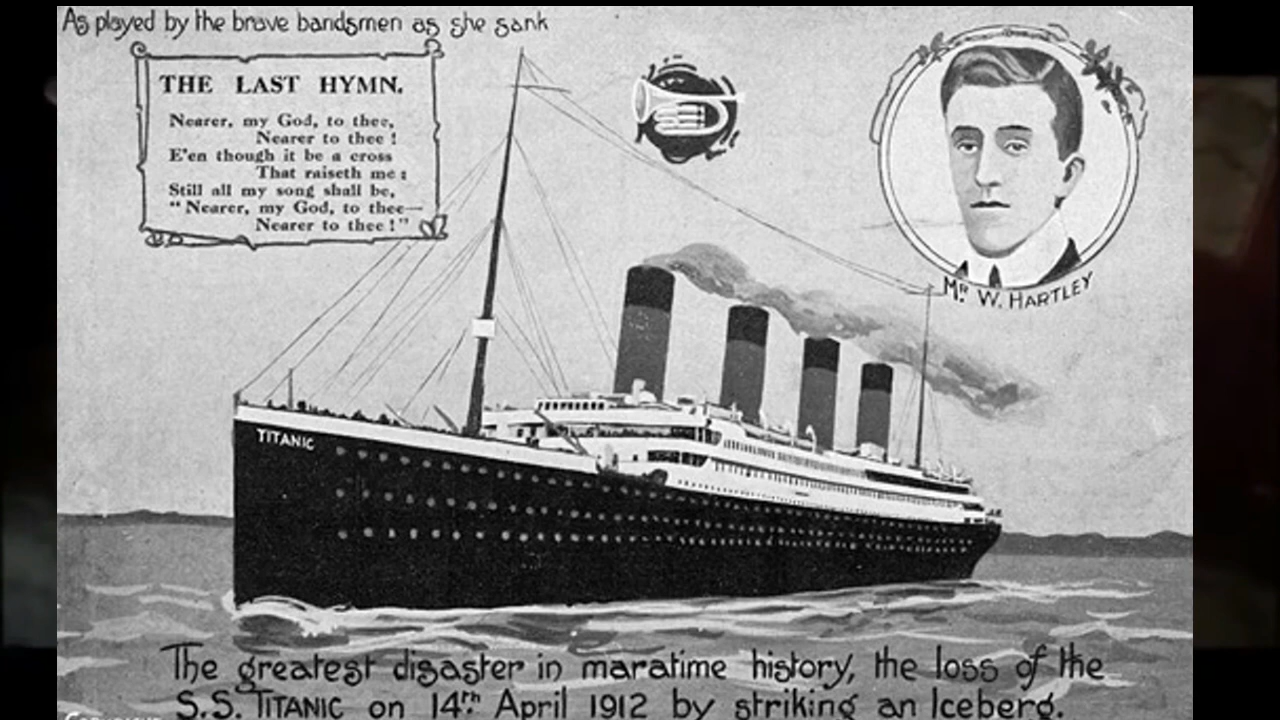 As played by the brave bandsmen as she sank
THE LAST HYMN.
Nearer, my God, to thee,
Nearer to thee !
E'en though it be a cross
That raiseth me ;
Still all my song shall be,
"Nearer, my God, to thee—
Nearer to thee !"
Mr. W. HARTLEY
TITANIC
The greatest disaster in maratime history, the loss of the
S.S. TITANIC on 14th April 1912 by striking an Iceberg.